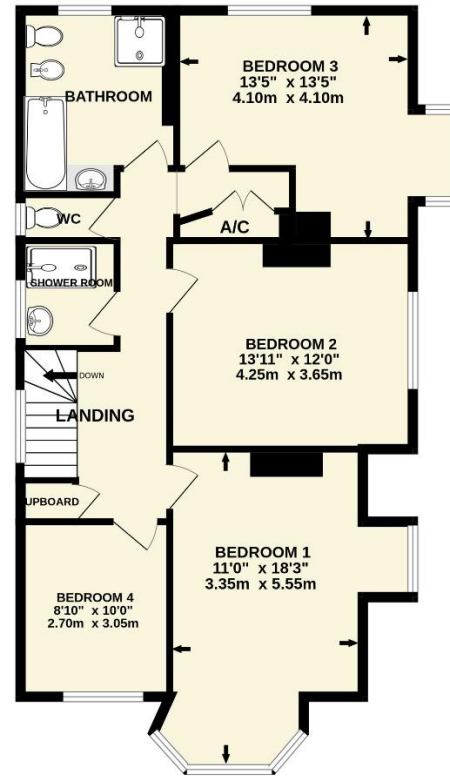 BATHROOM
BEDROOM 3
13'5" x 13'5"
4.10m x 4.10m
WC
A/C
SHOWER ROOM
BEDROOM 2
13'11" x 12'0"
4.25m x 3.65m
DOWN
LANDING
UPBOARD
BEDROOM 1
11'0" x 18'3"
3.35m x 5.55m
BEDROOM 4
8'10" x 10'0"
2.70m x 3.05m